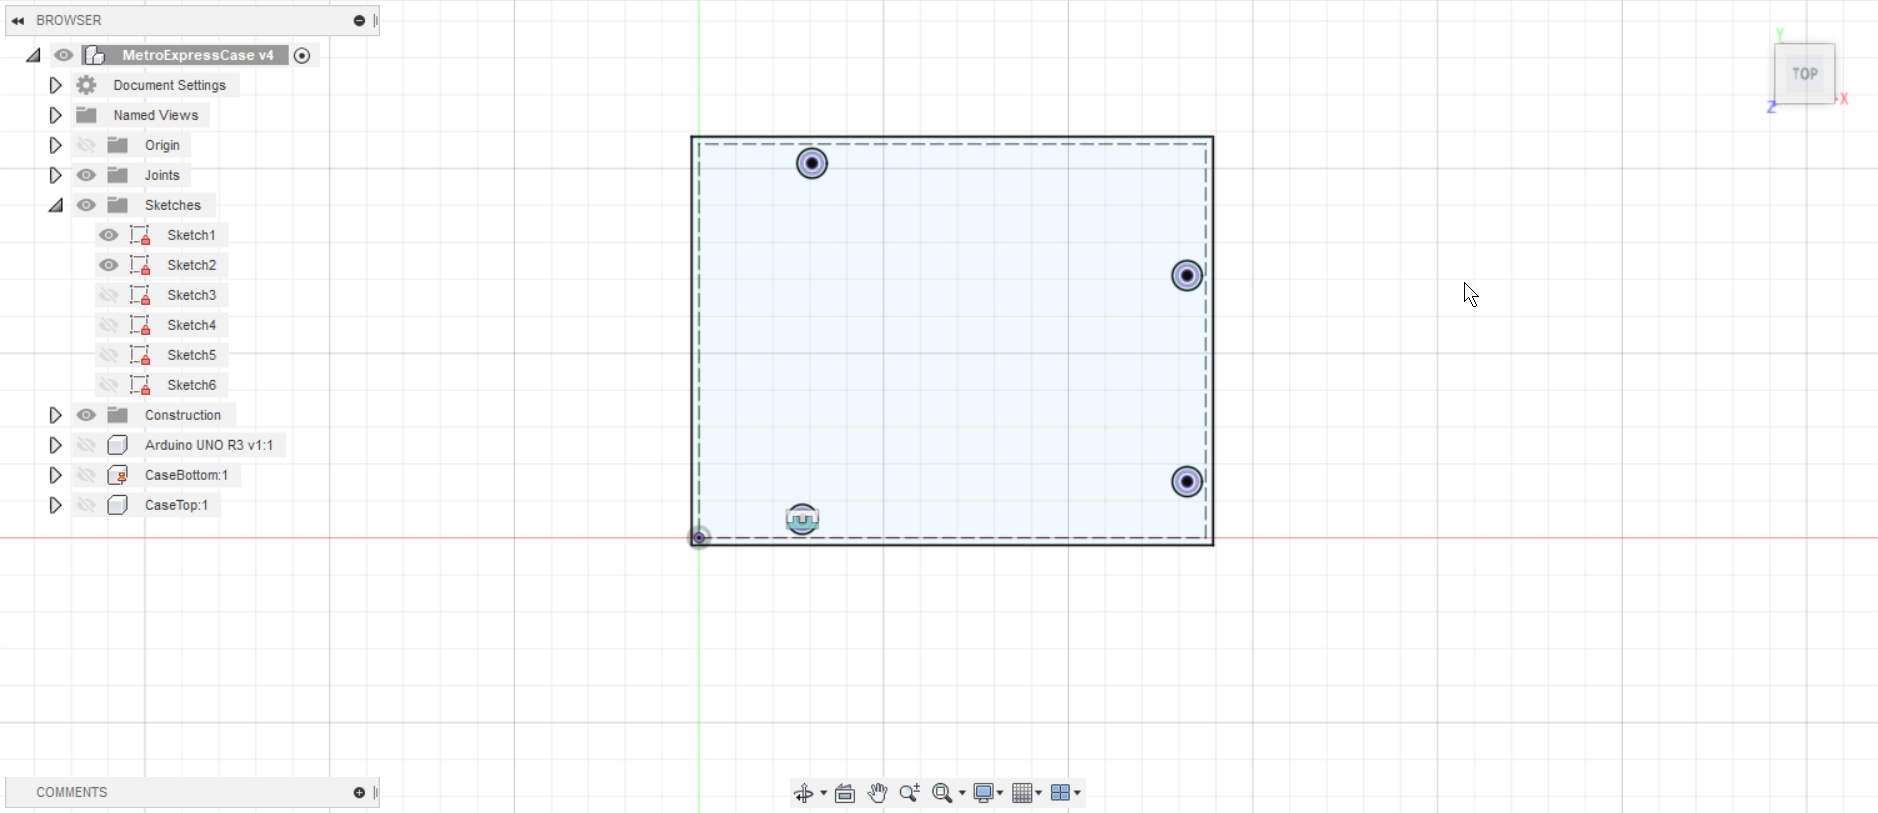 BROWSER
MetroExpressCase v4
Document Settings
Named Views
Origin
Joints
Sketches
Sketch1
Sketch2
Sketch3
Sketch4
Sketch5
Sketch6
Construction
Arduino UNO R3 v1:1
CaseBottom:1
CaseTop:1
COMMENTS
Y
TOP
X
Z